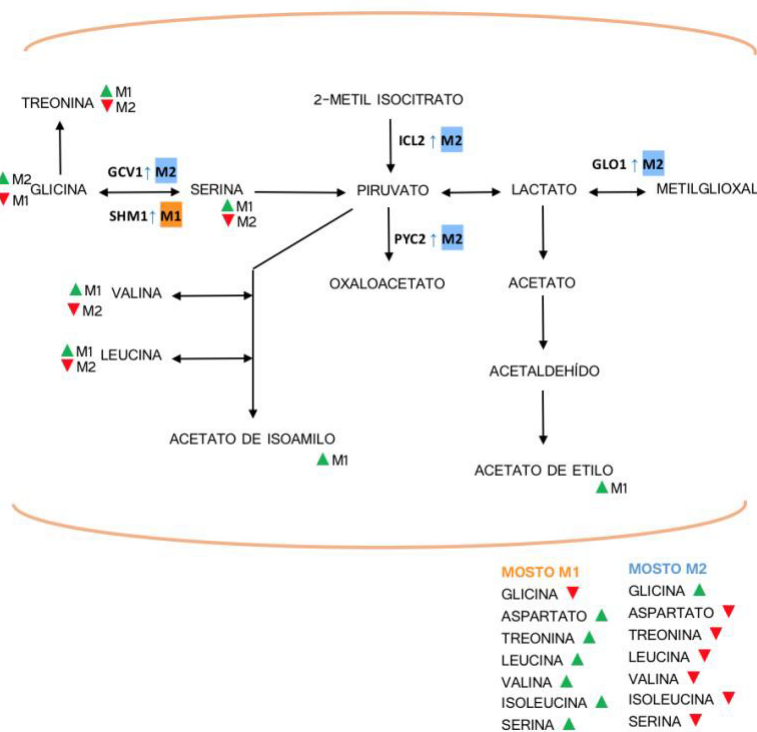 TREONINA ▲ M1
▼ M2
2-METIL ISOCITRATO
ICL2 ↑ M2
GCV1↑ M2
GLO1 ↑ M2
▲ M2
▼ M1
GLICINA
SERINA
PIRUVATO
LACTATO
METILGLIOXAL
SHM1↑ M1
▲ M1
▼ M2
PYC2 ↑ M2
OXALOACETATO
ACETATO
▲ M1 VALINA
▼ M2
▲ M1 LEUCINA
▼ M2
ACETALDEHÍDO
ACETATO DE ISOAMILO
▲ M1
ACETATO DE ETILO
▲ M1
MOSTO M1
GLICINA ▼
ASPARTATO ▲
TREONINA ▲
LEUCINA ▲
VALINA ▲
ISOLEUCINA ▲
SERINA ▲
MOSTO M2
GLICINA ▲
ASPARTATO ▼
TREONINA ▼
LEUCINA ▼
VALINA ▼
ISOLEUCINA ▼
SERINA ▼